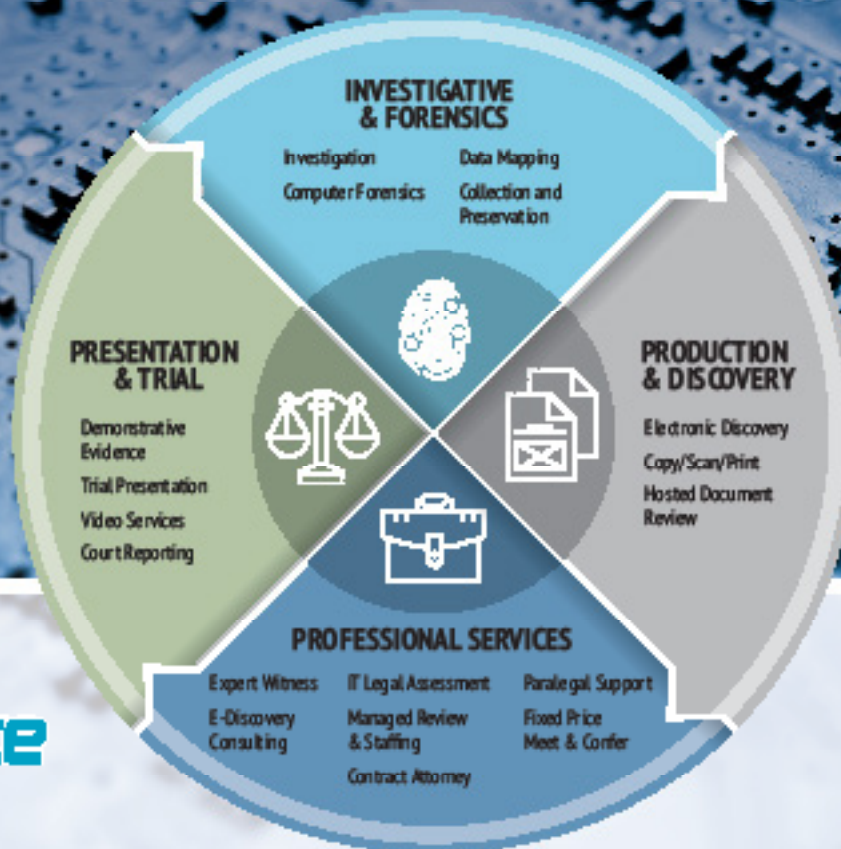 INVESTIGATIVE
& FORENSICS
Investigation
Computer Forensics
Data Mapping
Collection and
Preservation
PRESENTATION
& TRIAL
Demonstrative
Evidence
Trial Presentation
Video Services
Court Reporting
PRODUCTION
& DISCOVERY
Electronic Discovery
Copy/Scan/Print
Hosted Document
Review
PROFESSIONAL SERVICES
Expert Witness
E-Discovery
Consulting
IT Legal Assessment
Managed Review
& Staffing
Contract Attorney
Paralegal Support
Fixed Price
Meet & Confer